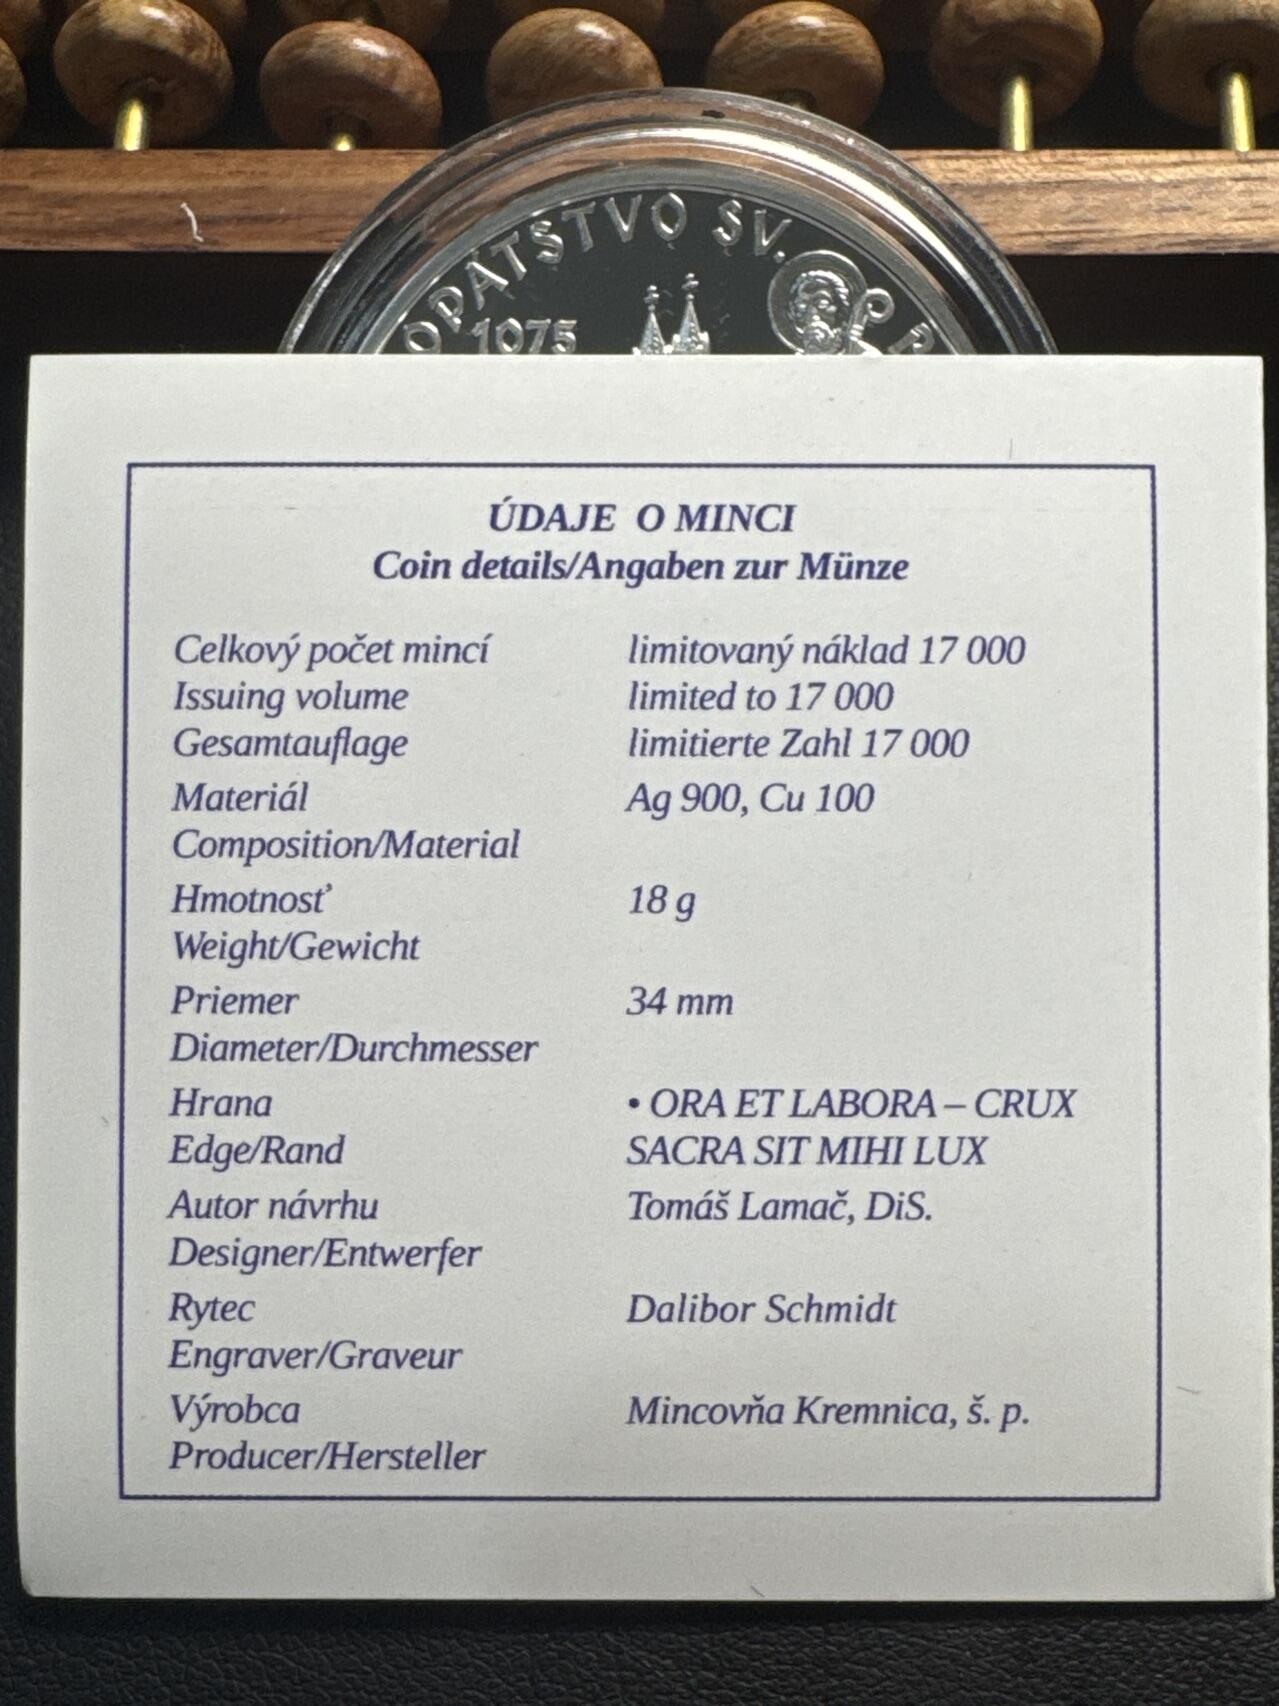 OPÁTSTVO SV.
1075
ÚDAJE O MINCI
Coin details/Angaben zur Münze
Celkový počet mincí limitovaný náklad 17 000
Issuing volume limited to 17 000
Gesamtauflage limitierte Zahl 17 000
Materiál Ag 900, Cu 100
Composition/Material
Hmotnosť 18 g
Weight/Gewicht
Priemer 34 mm
Diameter/Durchmesser
Hrana • ORA ET LABORA – CRUX
Edge/Rand SACRA SIT MIHI LUX
Autor návrhu Tomáš Lamač, DiS.
Designer/Entwerfer
Rytec Dalibor Schmidt
Engraver/Graveur
Výrobca Mincovňa Kremnica, š. p.
Producer/Hersteller